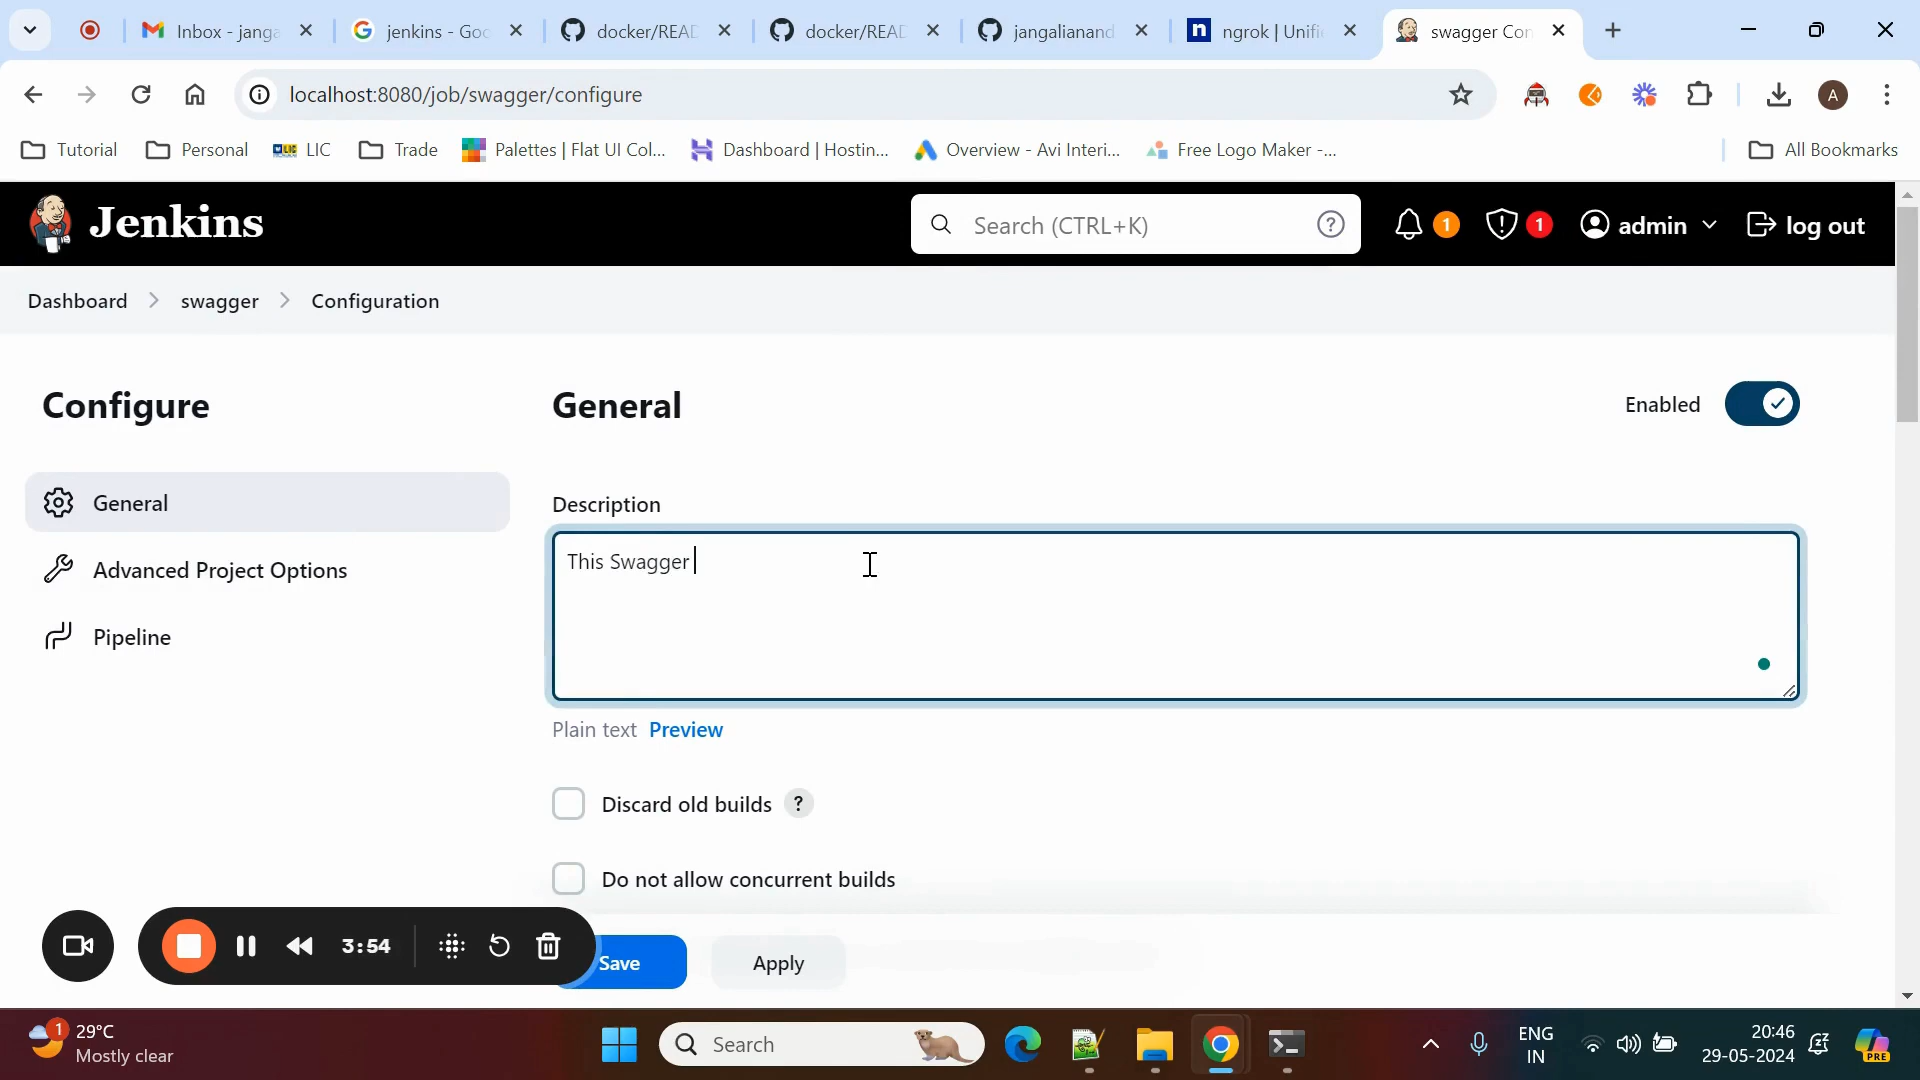 Inbox - janga
jenkins - Goo
docker/READ
docker/READ
jangalianand
n ngrok | Unifi
swagger Con
localhost:8080/job/swagger/configure
A
Tutorial
Personal
LIC LIC
Trade
Palettes | Flat UI Col...
Dashboard | Hostin...
Overview - Avi Interi...
Free Logo Maker -...
All Bookmarks
Jenkins
Search (CTRL+K)
?
1
1
admin
log out
Dashboard
swagger
Configuration
Configure
General
Enabled
General
Advanced Project Options
Pipeline
Description
This Swagger
Plain text Preview
Discard old builds ?
Do not allow concurrent builds
3:54
Save
Apply
1
29°C
Mostly clear
Search
ENG
IN
20:46
29-05-2024
PRE